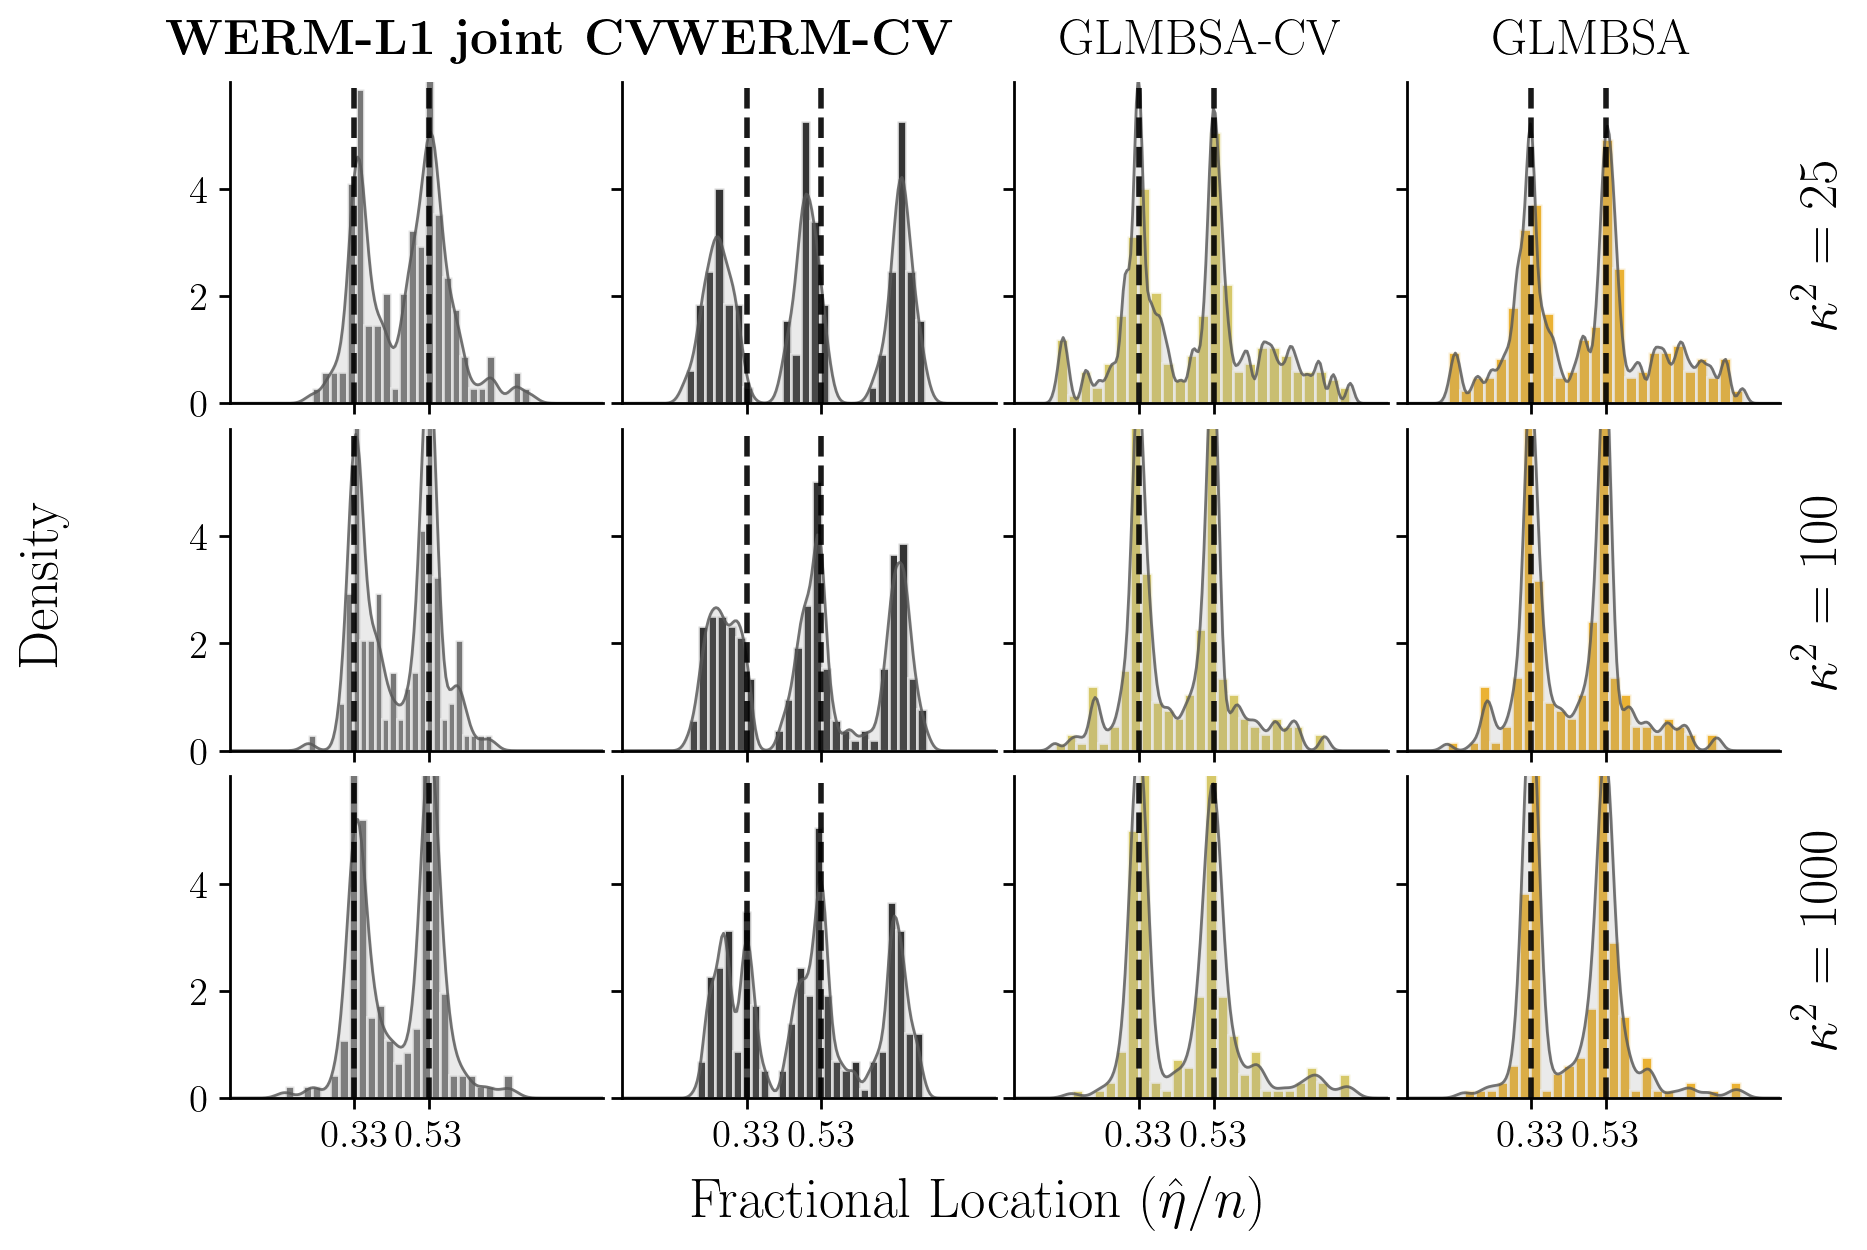 WERM-L1 joint CV WERM-CV GLMBSA-CV GLMBSA
4
2
0
κ² = 25
4
2
0
κ² = 100
Density
4
2
0
κ² = 1000
0.33 0.53 0.33 0.53 0.33 0.53 0.33 0.53
Fractional Location (η̂/n)